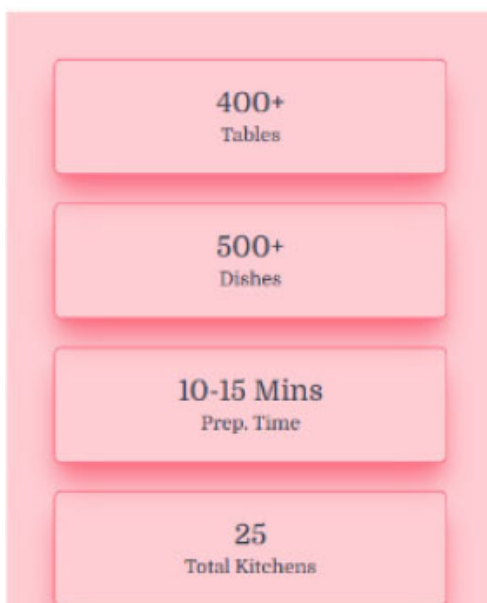 400+
Tables
500+
Dishes
10-15 Mins
Prep. Time
25
Total Kitchens